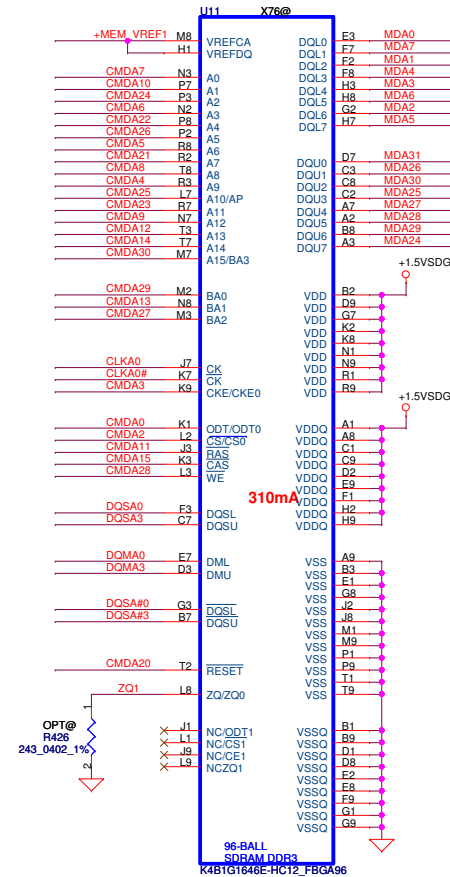 U11 X76@
+MEM_VREF1 M8 VREFCA DQL0 E3 MDA0
H1 VREFDQ DQL1 F7 MDA7
DQL2 F2 MDA1
CMDA7 N3 A0 DQL3 F8 MDA4
CMDA10 P7 A1 DQL4 H3 MDA3
CMDA24 P3 A2 DQL5 H8 MDA6
CMDA6 N2 A3 DQL6 G2 MDA2
CMDA22 P8 A4 DQL7 H7 MDA5
CMDA26 P2 A5
CMDA5 R8 A6
CMDA21 R2 A7 DQU0 D7 MDA31
CMDA8 T8 A8 DQU1 C3 MDA26
CMDA4 R3 A9 DQU2 C8 MDA30
CMDA25 L7 A10/AP DQU3 C2 MDA25
CMDA23 R7 A11 DQU4 A7 MDA27
CMDA9 N7 A12 DQU5 A2 MDA28
CMDA12 T3 A13 DQU6 B8 MDA29
CMDA14 T7 A14 DQU7 A3 MDA24
CMDA30 M7 A15/BA3
+1.5VSDG
CMDA29 M2 BA0 VDD B2
CMDA13 N8 BA1 VDD D9
CMDA27 M3 BA2 VDD G7
VDD K2
VDD K8
VDD N1
CLKA0 J7 CK VDD N9
CLKA0# K7 CK VDD R1
CMDA3 K9 CKE/CKE0 VDD R9
+1.5VSDG
CMDA0 K1 ODT/ODT0 VDDQ A1
CMDA2 L2 CS/CS0 VDDQ A8
CMDA11 J3 RAS VDDQ C1
CMDA15 K3 CAS VDDQ C9
CMDA28 L3 WE VDDQ D2
VDDQ E9
310mA VDDQ F1
DQSA0 F3 DQSL VDDQ H2
DQSA3 C7 DQSU VDDQ H9
DQMA0 E7 DML VSS A9
DQMA3 D3 DMU VSS B3
VSS E1
VSS G8
DQSA#0 G3 DQSL VSS J2
DQSA#3 B7 DQSU VSS J8
VSS M1
VSS M9
VSS P1
CMDA20 T2 RESET VSS P9
VSS T1
ZQ1 L8 ZQ/ZQ0 VSS T9
1
OPT@
R426
243_0402_1%
2
J1 NC/ODT1 VSSQ B1
L1 NC/CS1 VSSQ B9
J9 NC/CE1 VSSQ D1
L9 NCZQ1 VSSQ D8
VSSQ E2
VSSQ E8
VSSQ F9
VSSQ G1
VSSQ G9
96-BALL
SDRAM DDR3
K4B1G1646E-HC12_FBGA96